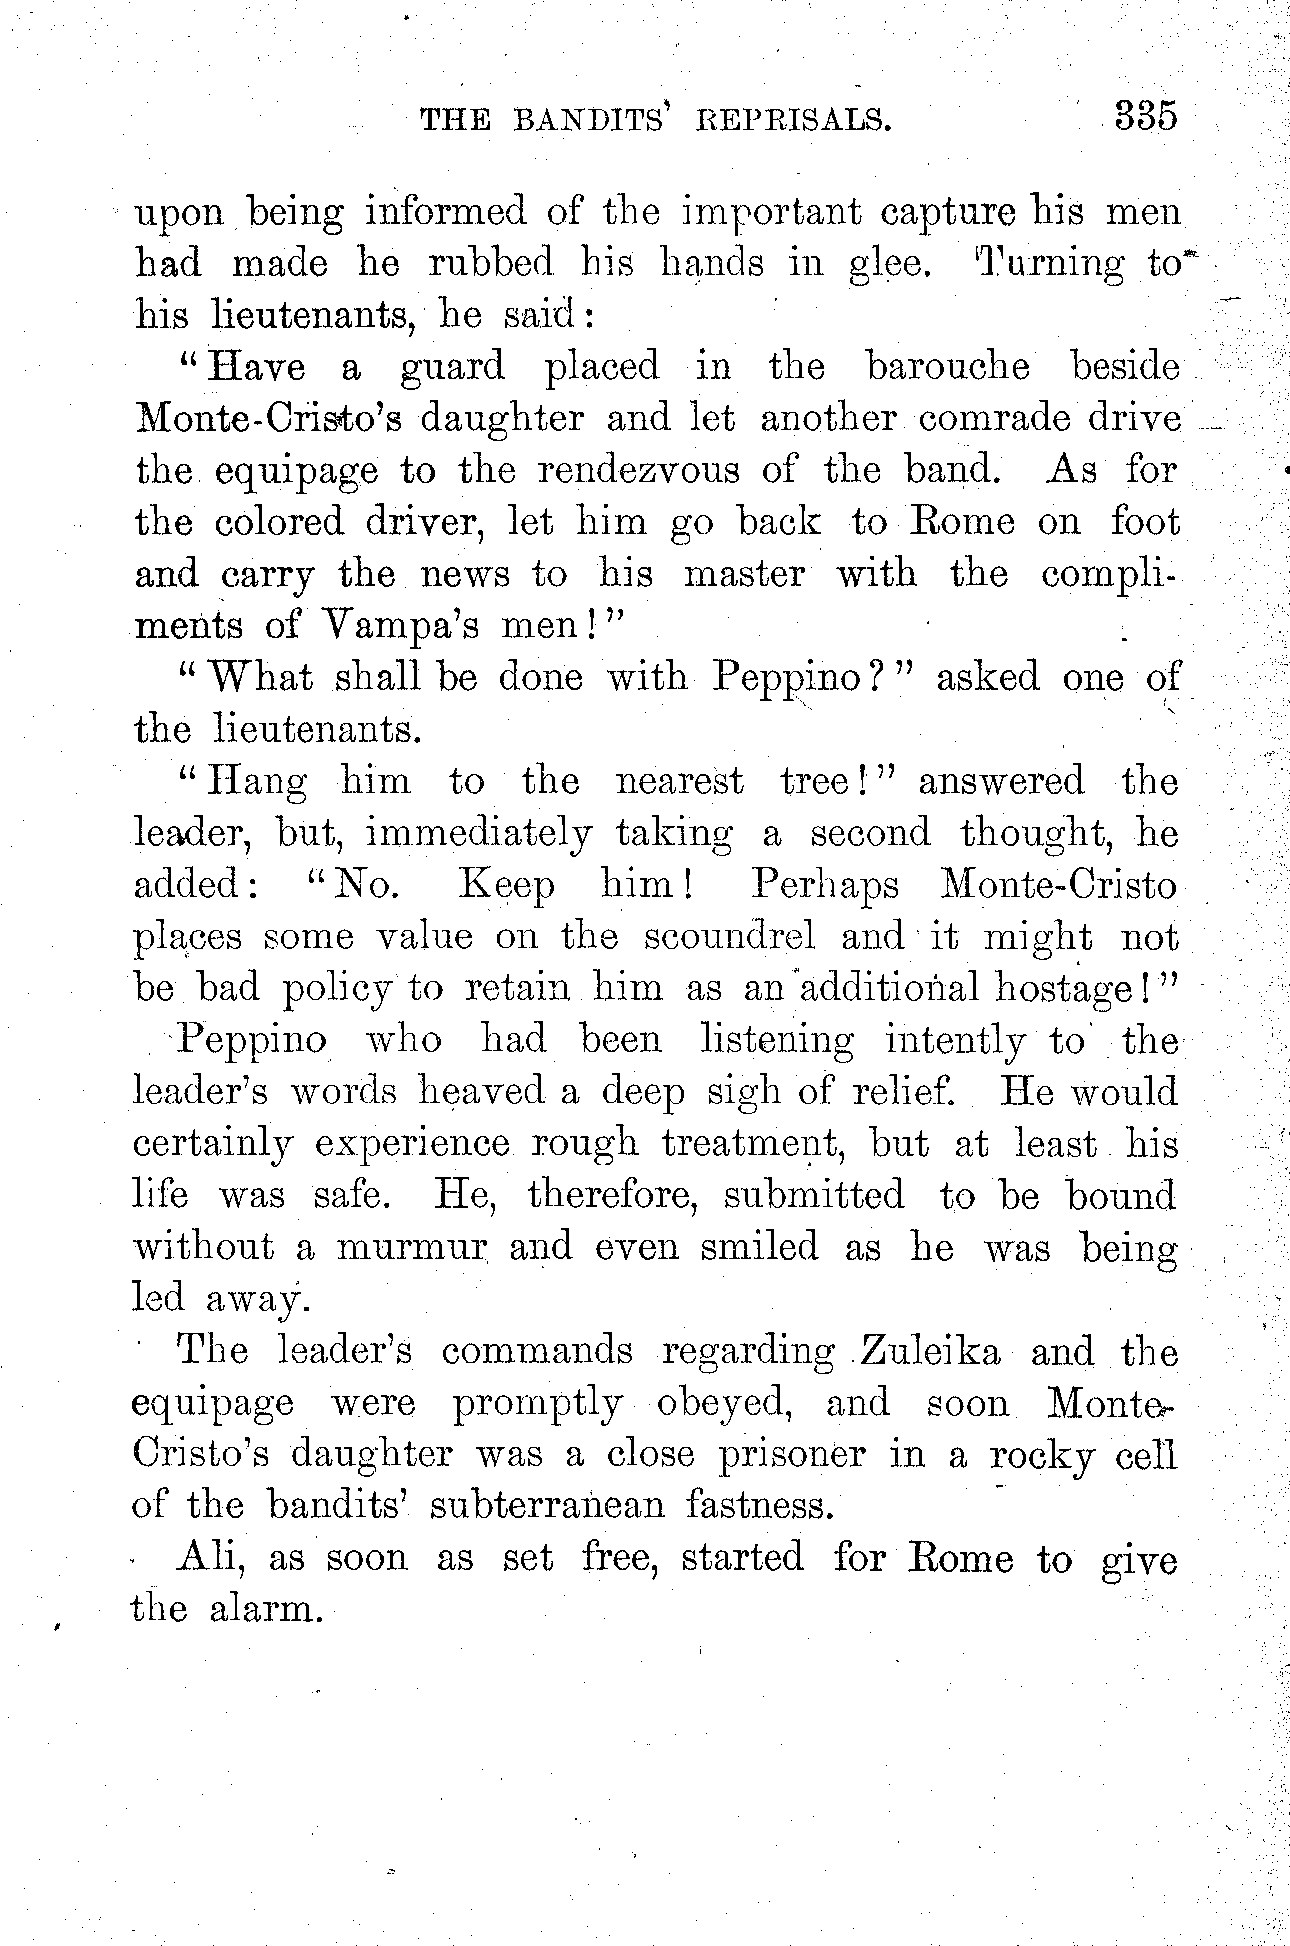 THE BANDITS' REPRISALS. 335
upon being informed of the important capture his men
had made he rubbed his hands in glee. Turning to
his lieutenants, he said:
"Have a guard placed in the barouche beside
Monte-Cristo's daughter and let another comrade drive
the equipage to the rendezvous of the band. As for
the colored driver, let him go back to Rome on foot
and carry the news to his master with the compli-
ments of Vampa's men!"
"What shall be done with Peppino?" asked one of
the lieutenants.
"Hang him to the nearest tree!" answered the
leader, but, immediately taking a second thought, he
added: "No. Keep him! Perhaps Monte-Cristo
places some value on the scoundrel and it might not
be bad policy to retain him as an additional hostage!"
Peppino who had been listening intently to the
leader's words heaved a deep sigh of relief. He would
certainly experience rough treatment, but at least his
life was safe. He, therefore, submitted to be bound
without a murmur and even smiled as he was being
led away.
The leader's commands regarding Zuleika and the
equipage were promptly obeyed, and soon Monte-
Cristo's daughter was a close prisoner in a rocky cell
of the bandits' subterranean fastness.
Ali, as soon as set free, started for Rome to give
the alarm.